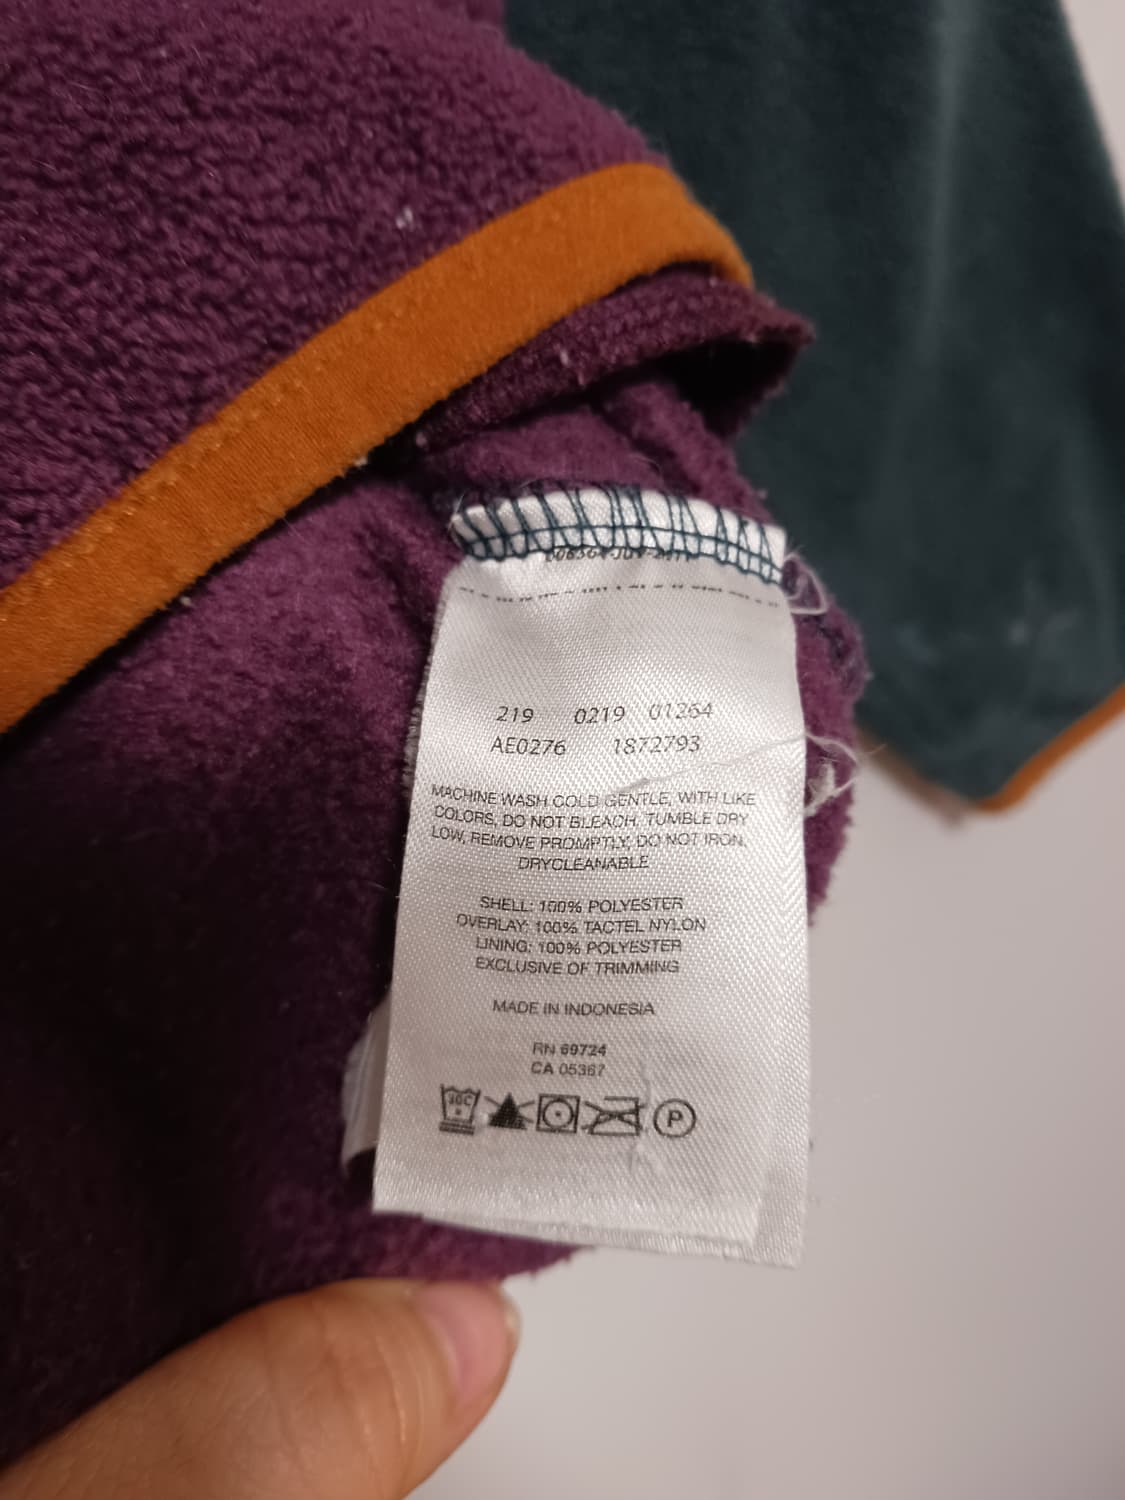 219 0219 01264
AE0276 1872793
MACHINE WASH COLD GENTLE, WITH LIKE
COLORS, DO NOT BLEACH, TUMBLE DRY
LOW, REMOVE PROMPTLY, DO NOT IRON,
DRYCLEANABLE
SHELL: 100% POLYESTER
OVERLAY: 100% TACTEL NYLON
LINING: 100% POLYESTER
EXCLUSIVE OF TRIMMING
MADE IN INDONESIA
RN 69724
CA 05367
30C P